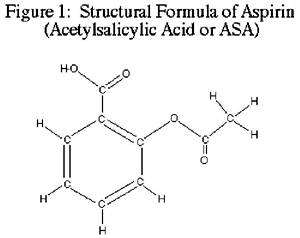 Figure 1: Structural Formula of Aspirin
(Acetylsalicylic Acid or ASA)
HO O
C
H C O C H
C C C H H
C C O
H C H
H